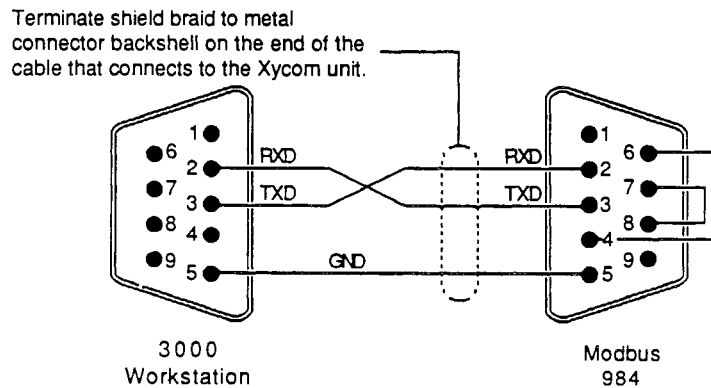 Terminate shield braid to metal
connector backshell on the end of the
cable that connects to the Xycom unit.
1
6
2
7
3
8
4
9
5
RXD
TXD
GND
RXD
TXD
1
6
2
7
3
8
4
9
5
3000
Workstation
Modbus
984